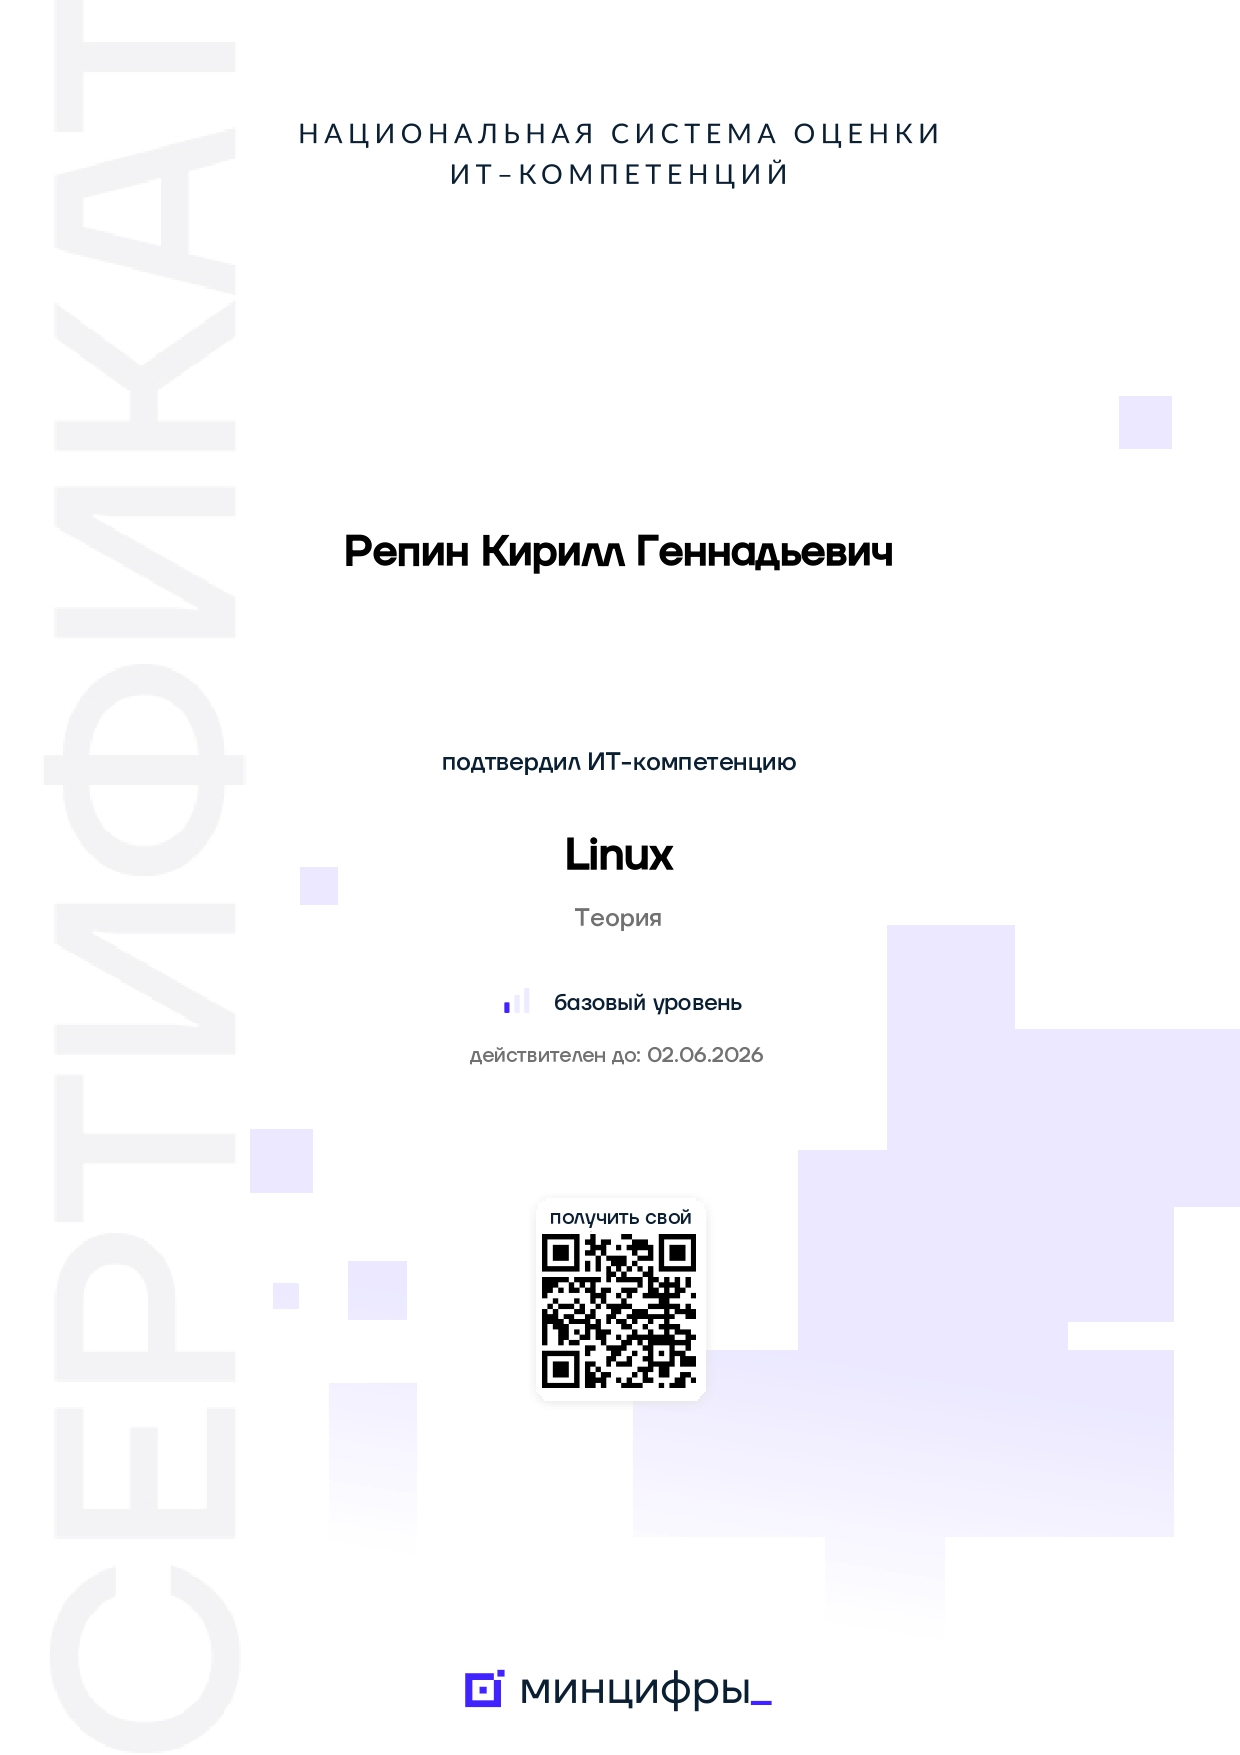 СЕРТИФИКАТ
НАЦИОНАЛЬНАЯ СИСТЕМА ОЦЕНКИ
ИТ-КОМПЕТЕНЦИЙ
Репин Кирилл Геннадьевич
подтвердил ИТ-компетенцию
Linux
Теория
базовый уровень
действителен до: 02.06.2026
ПОЛУЧИТЬ СВОЙ
минцифры_